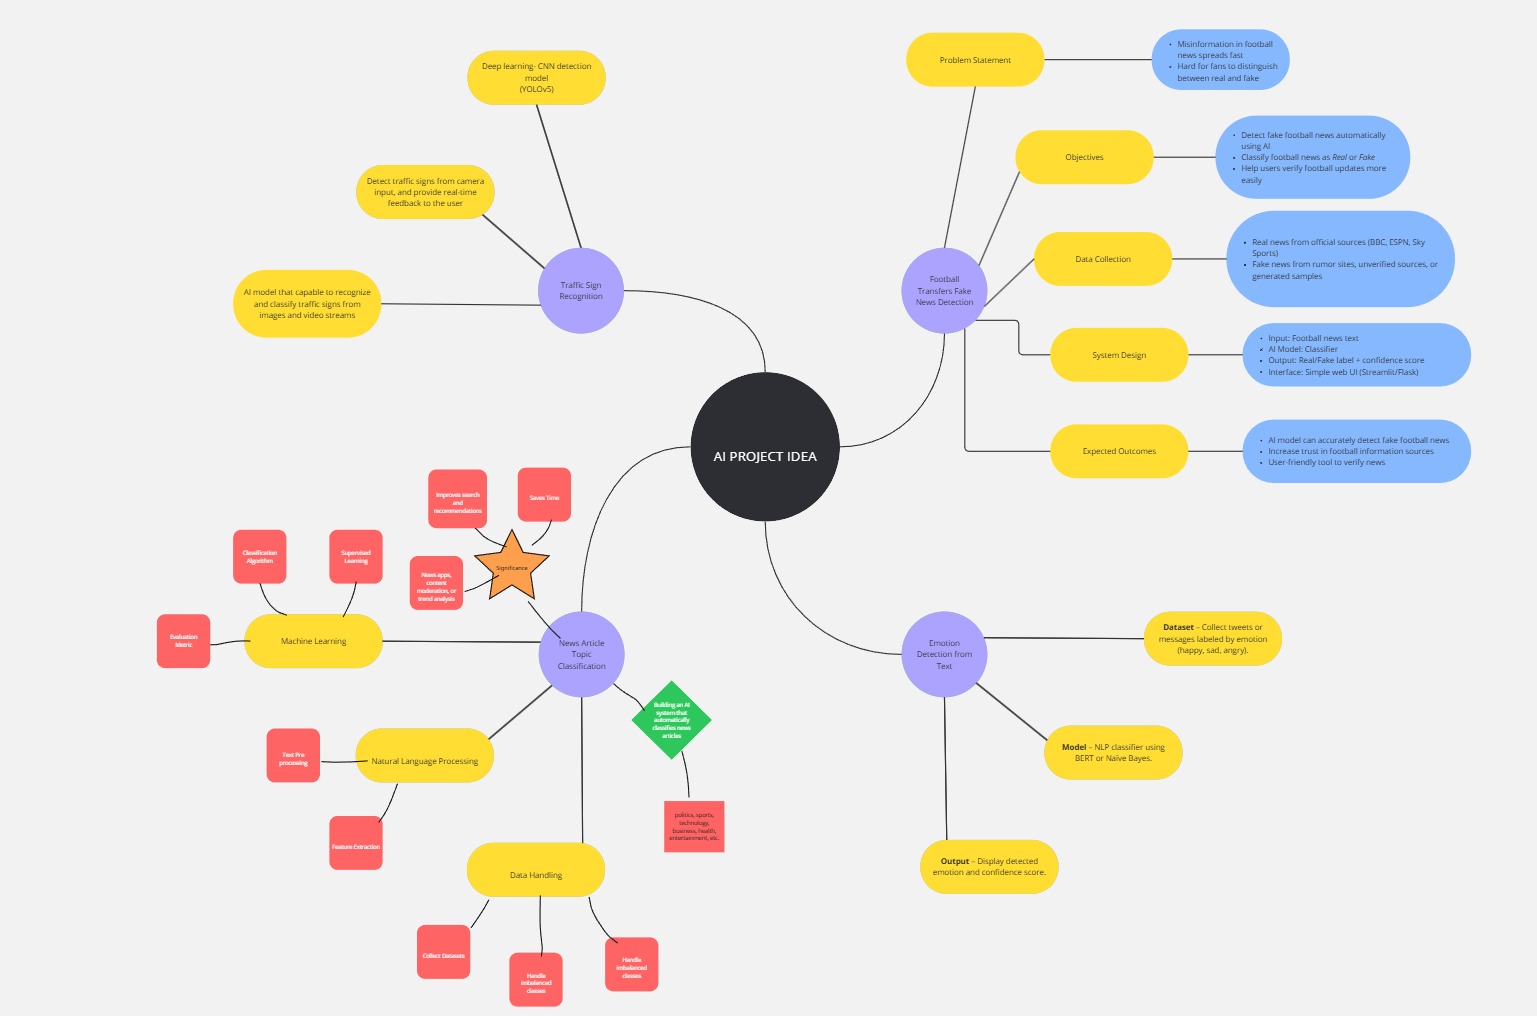 Deep learning- CNN detection
model
(YOLOv5)
Detect traffic signs from camera
input, and provide real-time
feedback to the user
AI model that capable to recognize
and classify traffic signs from
images and video streams
Traffic Sign
Recognition
Problem Statement
• Misinformation in football
news spreads fast
• Hard for fans to distinguish
between real and fake
Objectives
• Detect fake football news automatically
using AI
• Classify football news as Real or Fake
• Help users verify football updates more
easily
Data Collection
• Real news from official sources (BBC, ESPN, Sky
Sports)
• Fake news from rumor sites, unverified sources, or
generated samples
Football
Transfers Fake
News Detection
System Design
• Input: Football news text
• AI Model: Classifier
• Output: Real/Fake label + confidence score
• Interface: Simple web UI (Streamlit/Flask)
Expected Outcomes
• AI model can accurately detect fake football news
• Increase trust in football information sources
• User-friendly tool to verify news
AI PROJECT IDEA
Improves search
and
recommendations
Saves Time
News apps,
content
moderation, or
trend analysis
Significance
Classification
Algorithm
Supervised
Learning
Evaluation
Metric
Machine Learning
News Article
Topic
Classification
Building an AI
system that
automatically
classifies news
articles
politics, sports,
technology,
business, health,
entertainment, etc.
Text Pre
processing
Natural Language Processing
Feature Extraction
Data Handling
Collect Datasets
Handle
imbalanced
classes
Handle
imbalanced
classes
Emotion
Detection from
Text
Dataset – Collect tweets or
messages labeled by emotion
(happy, sad, angry).
Model – NLP classifier using
BERT or Naïve Bayes.
Output – Display detected
emotion and confidence score.